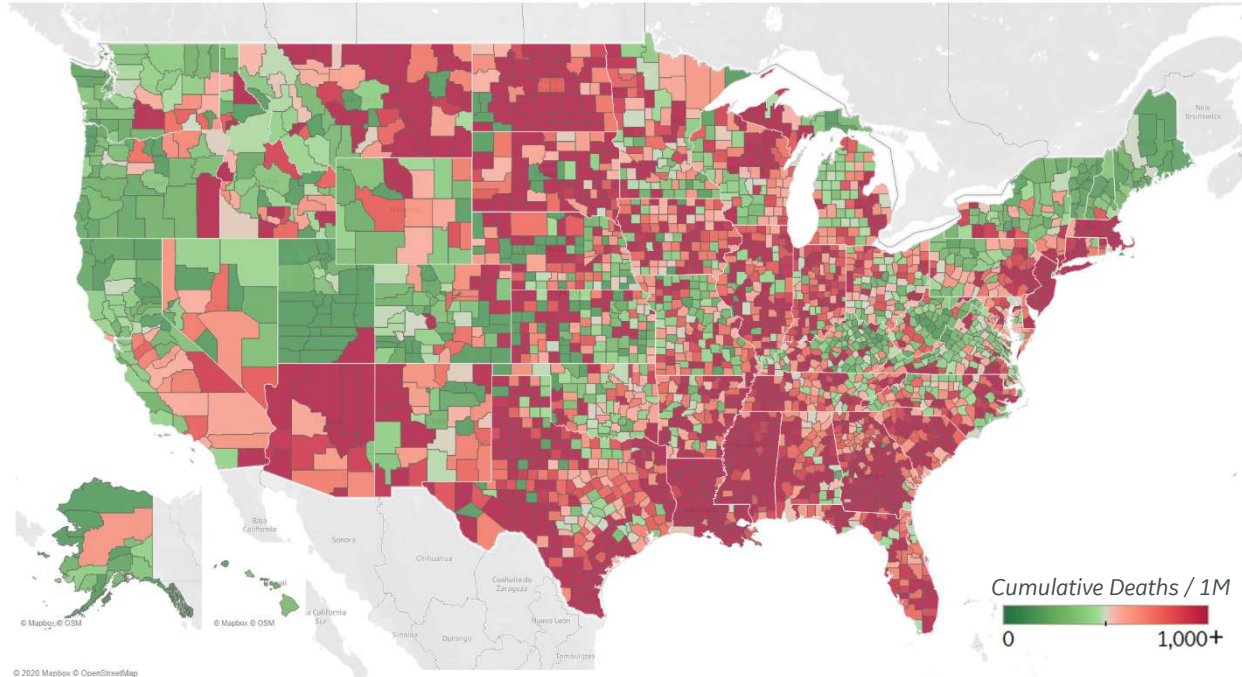 New
Brunswick
Baja
California
Sonora
Chihuahua
Coahuila de
Zaragoza
Nuevo León
Sinaloa
Durango
Tamaulipas
a California
Sur
© Mapbox © OSM
© Mapbox © OSM
Cumulative Deaths / 1M
0
1,000+
© 2020 Mapbox © OpenStreetMap